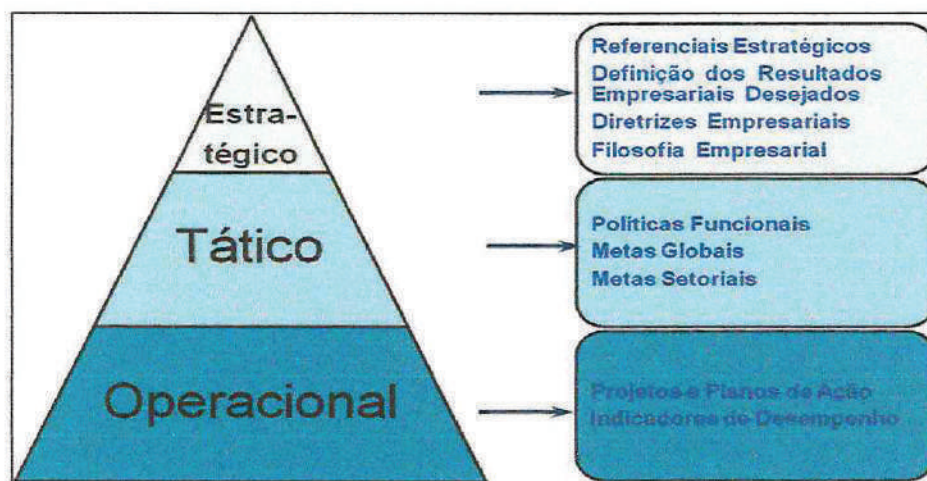 Estra-
tégico
Referenciais Estratégicos
Definição dos Resultados
Empresariais Desejados
Diretrizes Empresariais
Filosofia Empresarial
Tático
Políticas Funcionais
Metas Globais
Metas Setoriais
Operacional
Projetos e Planos de Ação
Indicadores de Desempenho